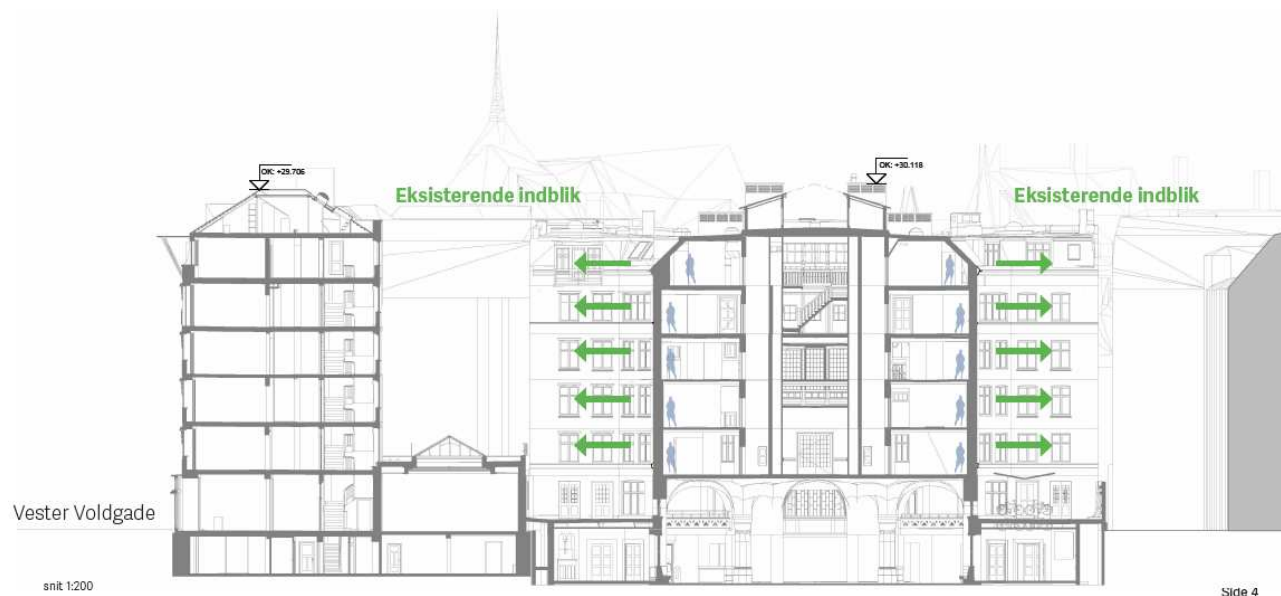 OK: +29.706
OK: +30.118
Eksisterende indblik
Eksisterende indblik
Vester Voldgade
snit 1:200
Side 4